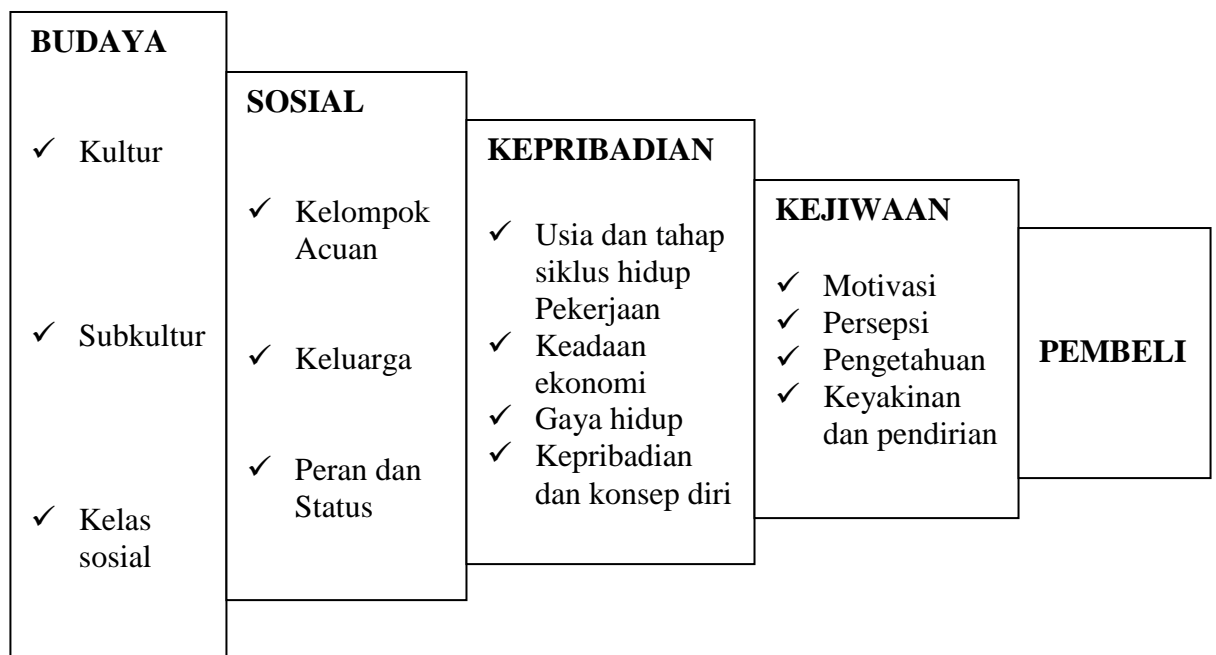 BUDAYA
✓ Kultur
✓ Subkultur
✓ Kelas
sosial
SOSIAL
✓ Kelompok
Acuan
✓ Keluarga
✓ Peran dan
Status
KEPRIBADIAN
✓ Usia dan tahap
siklus hidup
Pekerjaan
✓ Keadaan
ekonomi
✓ Gaya hidup
✓ Kepribadian
dan konsep diri
KEJIWAAN
✓ Motivasi
✓ Persepsi
✓ Pengetahuan
✓ Keyakinan
dan pendirian
PEMBELI